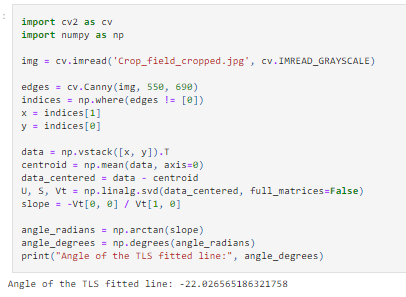 import cv2 as cv
import numpy as np
img = cv.imread('Crop_field_cropped.jpg', cv.IMREAD_GRAYSCALE)
edges = cv.Canny(img, 550, 690)
indices = np.where(edges != [0])
x = indices[1]
y = indices[0]
data = np.vstack([x, y]).T
centroid = np.mean(data, axis=0)
data_centered = data - centroid
U, S, Vt = np.linalg.svd(data_centered, full_matrices=False)
slope = -Vt[0, 0] / Vt[1, 0]
angle_radians = np.arctan(slope)
angle_degrees = np.degrees(angle_radians)
print("Angle of the TLS fitted line:", angle_degrees)
Angle of the TLS fitted line: -22.026565186321758